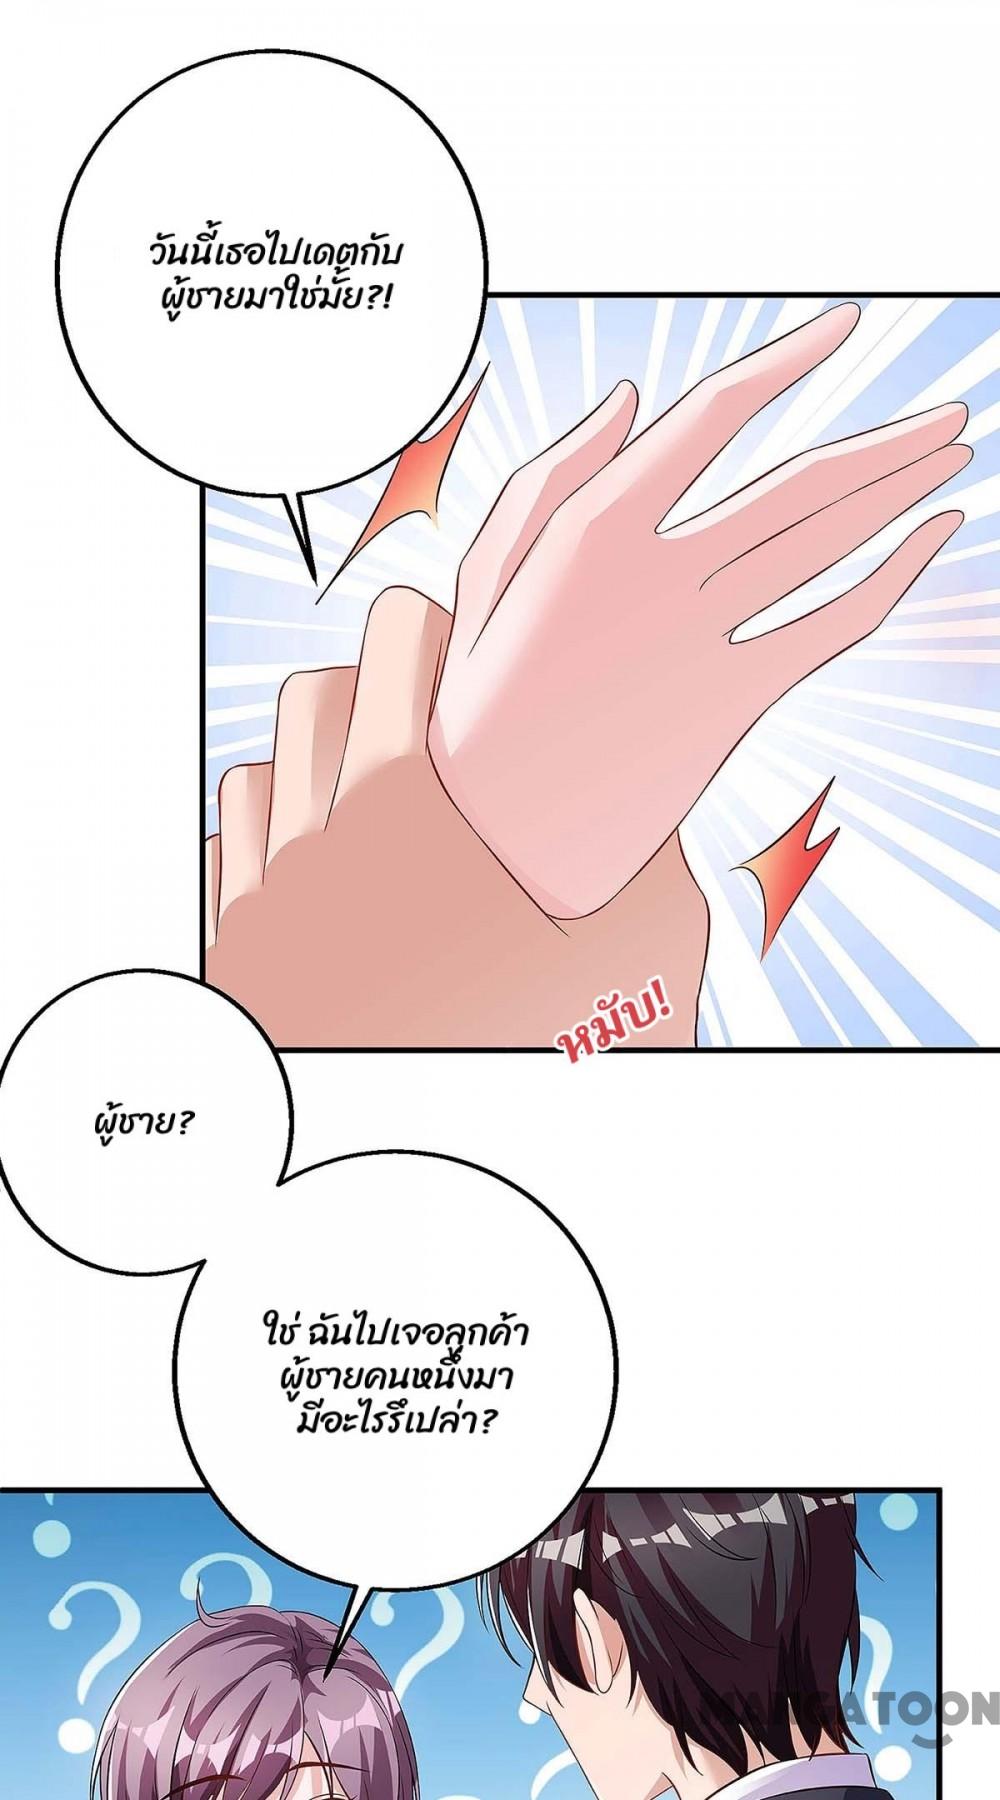 วันนี้เธอไปเดตกับ
ผู้ชายมาใช่มั้ย?!
หมับ!
ผู้ชาย?
ใช่ ฉันไปเจอลูกค้า
ผู้ชายคนหนึ่งมา
มีอะไรรึเปล่า?
MANGATOON